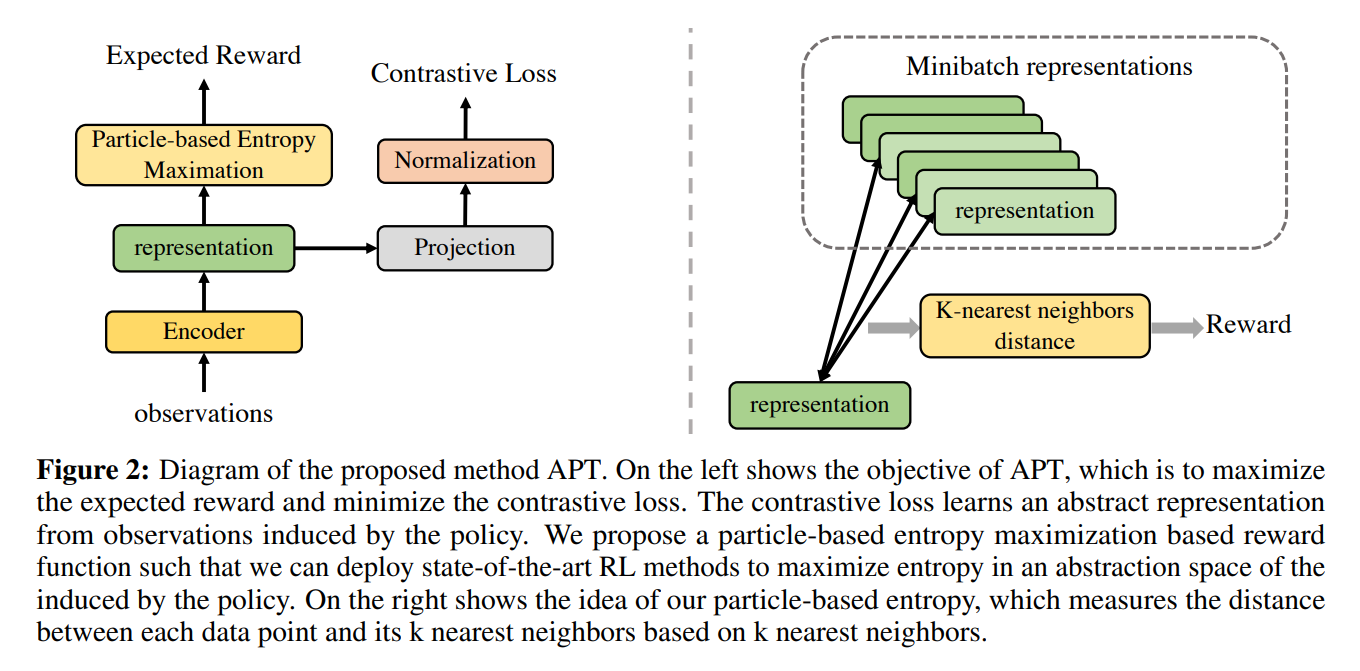 Expected Reward
Contrastive Loss
Particle-based Entropy
Maximation
Normalization
representation
Projection
Encoder
observations
Minibatch representations
representation
K-nearest neighbors
distance
Reward
representation
Figure 2: Diagram of the proposed method APT. On the left shows the objective of APT, which is to maximize
the expected reward and minimize the contrastive loss. The contrastive loss learns an abstract representation
from observations induced by the policy. We propose a particle-based entropy maximization based reward
function such that we can deploy state-of-the-art RL methods to maximize entropy in an abstraction space of the
induced by the policy. On the right shows the idea of our particle-based entropy, which measures the distance
between each data point and its k nearest neighbors based on k nearest neighbors.